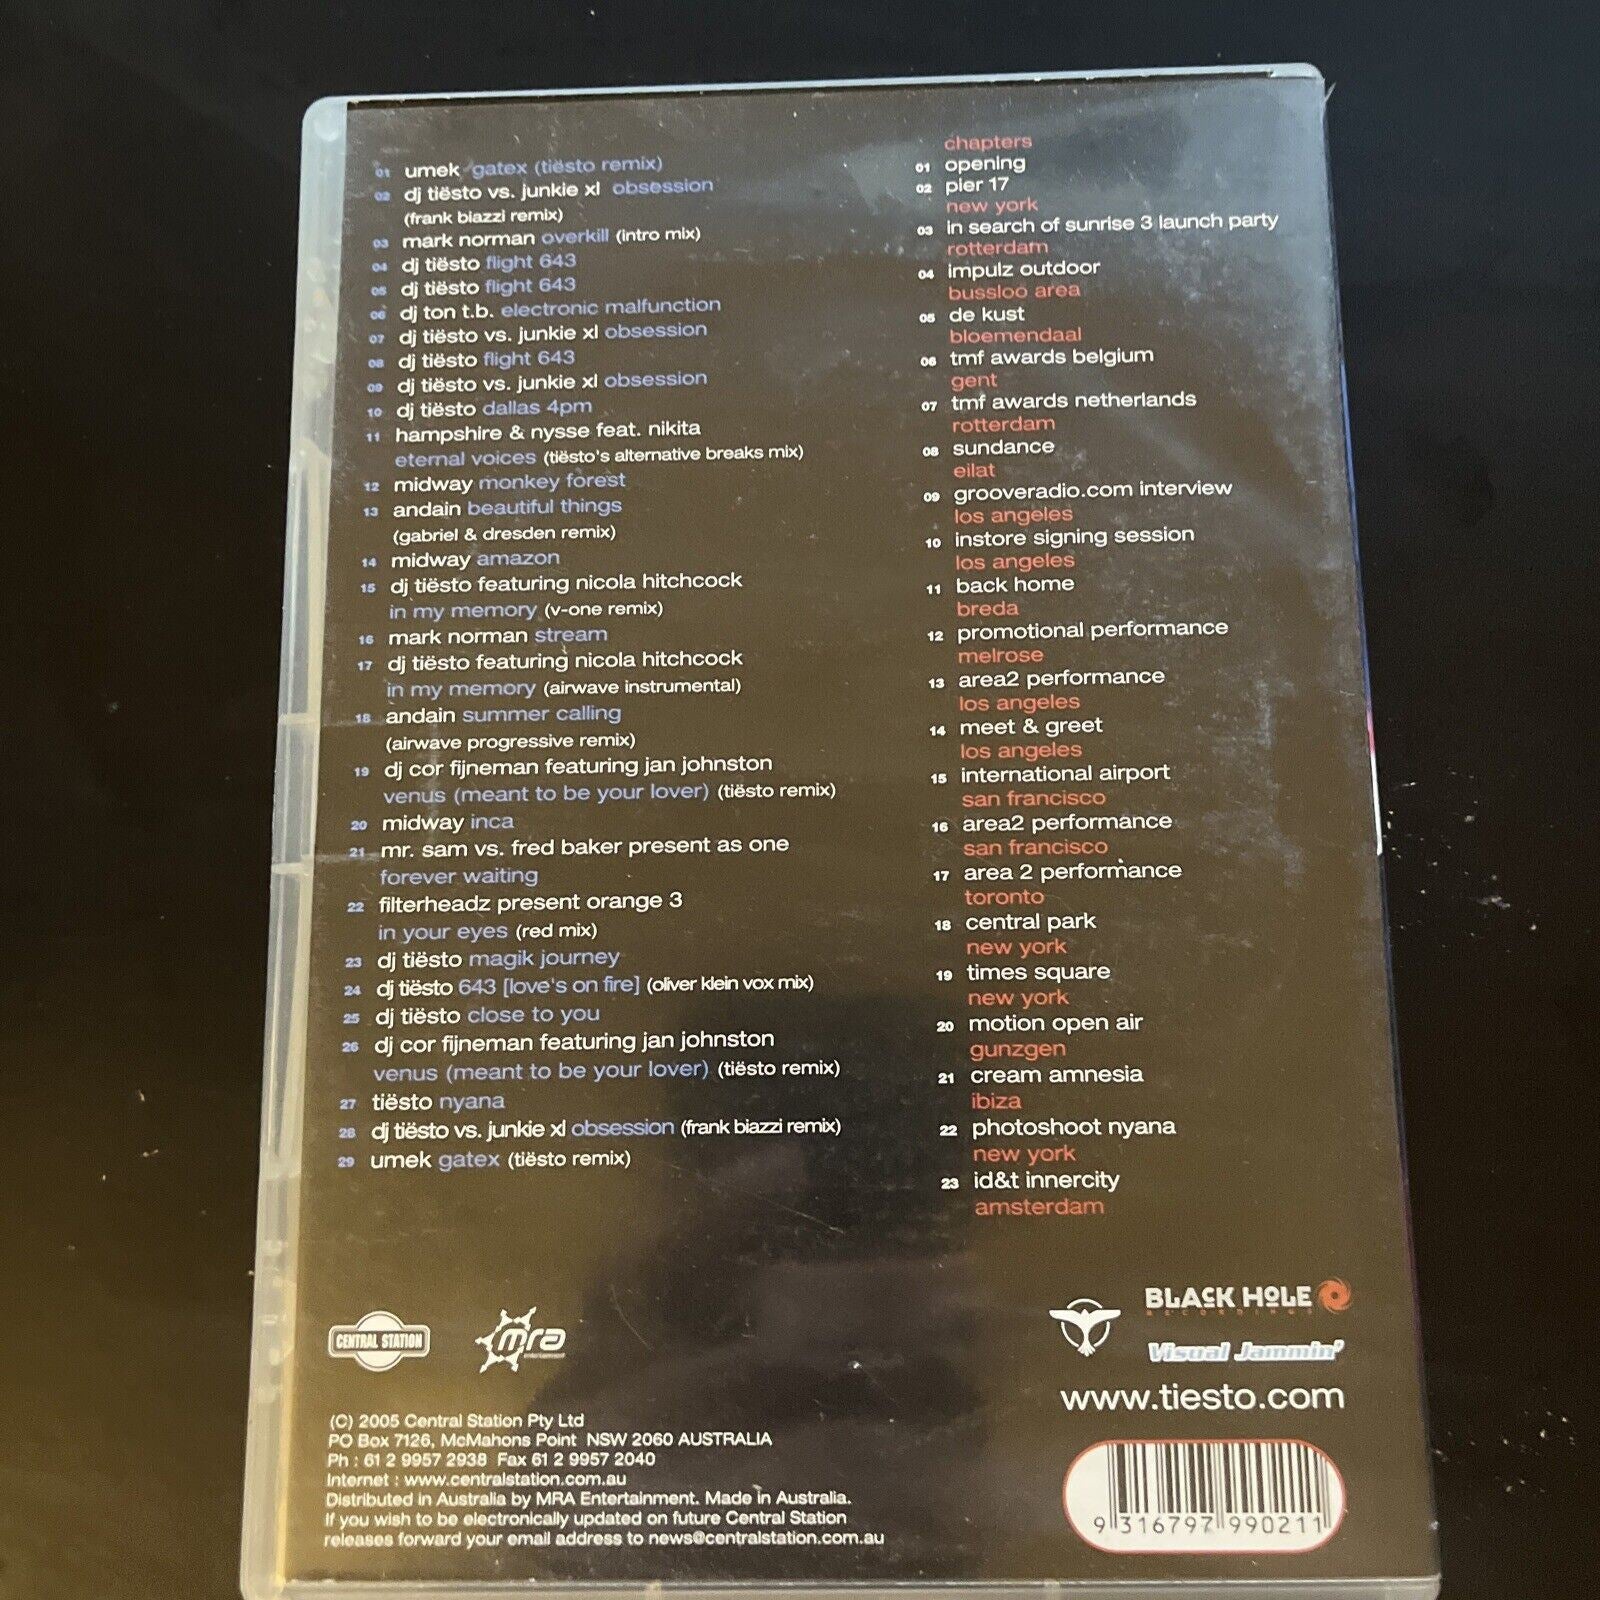 01 umek gatex (tiësto remix)
02 dj tiësto vs. junkie xl obsession
(frank biazzi remix)
03 mark norman overkill (intro mix)
04 dj tiësto flight 643
05 dj tiësto flight 643
06 dj ton t.b. electronic malfunction
07 dj tiësto vs. junkie xl obsession
08 dj tiësto flight 643
09 dj tiësto vs. junkie xl obsession
10 dj tiësto dallas 4pm
11 hampshire & nysse feat. nikita
eternal voices (tiësto's alternative breaks mix)
12 midway monkey forest
13 andain beautiful things
(gabriel & dresden remix)
14 midway amazon
15 dj tiësto featuring nicola hitchcock
in my memory (v-one remix)
16 mark norman stream
17 dj tiësto featuring nicola hitchcock
in my memory (airwave instrumental)
18 andain summer calling
(airwave progressive remix)
19 dj cor fijneman featuring jan johnston
venus (meant to be your lover) (tiësto remix)
20 midway inca
21 mr. sam vs. fred baker present as one
forever waiting
22 filterheadz present orange 3
in your eyes (red mix)
23 dj tiësto magik journey
24 dj tiësto 643 [love's on fire] (oliver klein vox mix)
25 dj tiësto close to you
26 dj cor fijneman featuring jan johnston
venus (meant to be your lover) (tiësto remix)
27 tiësto nyana
28 dj tiësto vs. junkie xl obsession (frank biazzi remix)
29 umek gatex (tiësto remix)
chapters
01 opening
02 pier 17
new york
03 in search of sunrise 3 launch party
rotterdam
04 impulz outdoor
bussloo area
05 de kust
bloemendaal
06 tmf awards belgium
gent
07 tmf awards netherlands
rotterdam
08 sundance
eilat
09 grooveradio.com interview
los angeles
10 instore signing session
los angeles
11 back home
breda
12 promotional performance
melrose
13 area2 performance
los angeles
14 meet & greet
los angeles
15 international airport
san francisco
16 area2 performance
san francisco
17 area 2 performance
toronto
18 central park
new york
19 times square
new york
20 motion open air
gunzgen
21 cream amnesia
ibiza
22 photoshoot nyana
new york
23 id&t innercity
amsterdam
CENTRAL STATION
mra
entertainment
BLACK HOLE
RECORDINGS
Visual Jammin'
www.tiesto.com
(C) 2005 Central Station Pty Ltd
PO Box 7126, McMahons Point NSW 2060 AUSTRALIA
Ph : 61 2 9957 2938 Fax 61 2 9957 2040
Internet : www.centralstation.com.au
Distributed in Australia by MRA Entertainment. Made in Australia.
If you wish to be electronically updated on future Central Station
releases forward your email address to news@centralstation.com.au
9 316797 990211